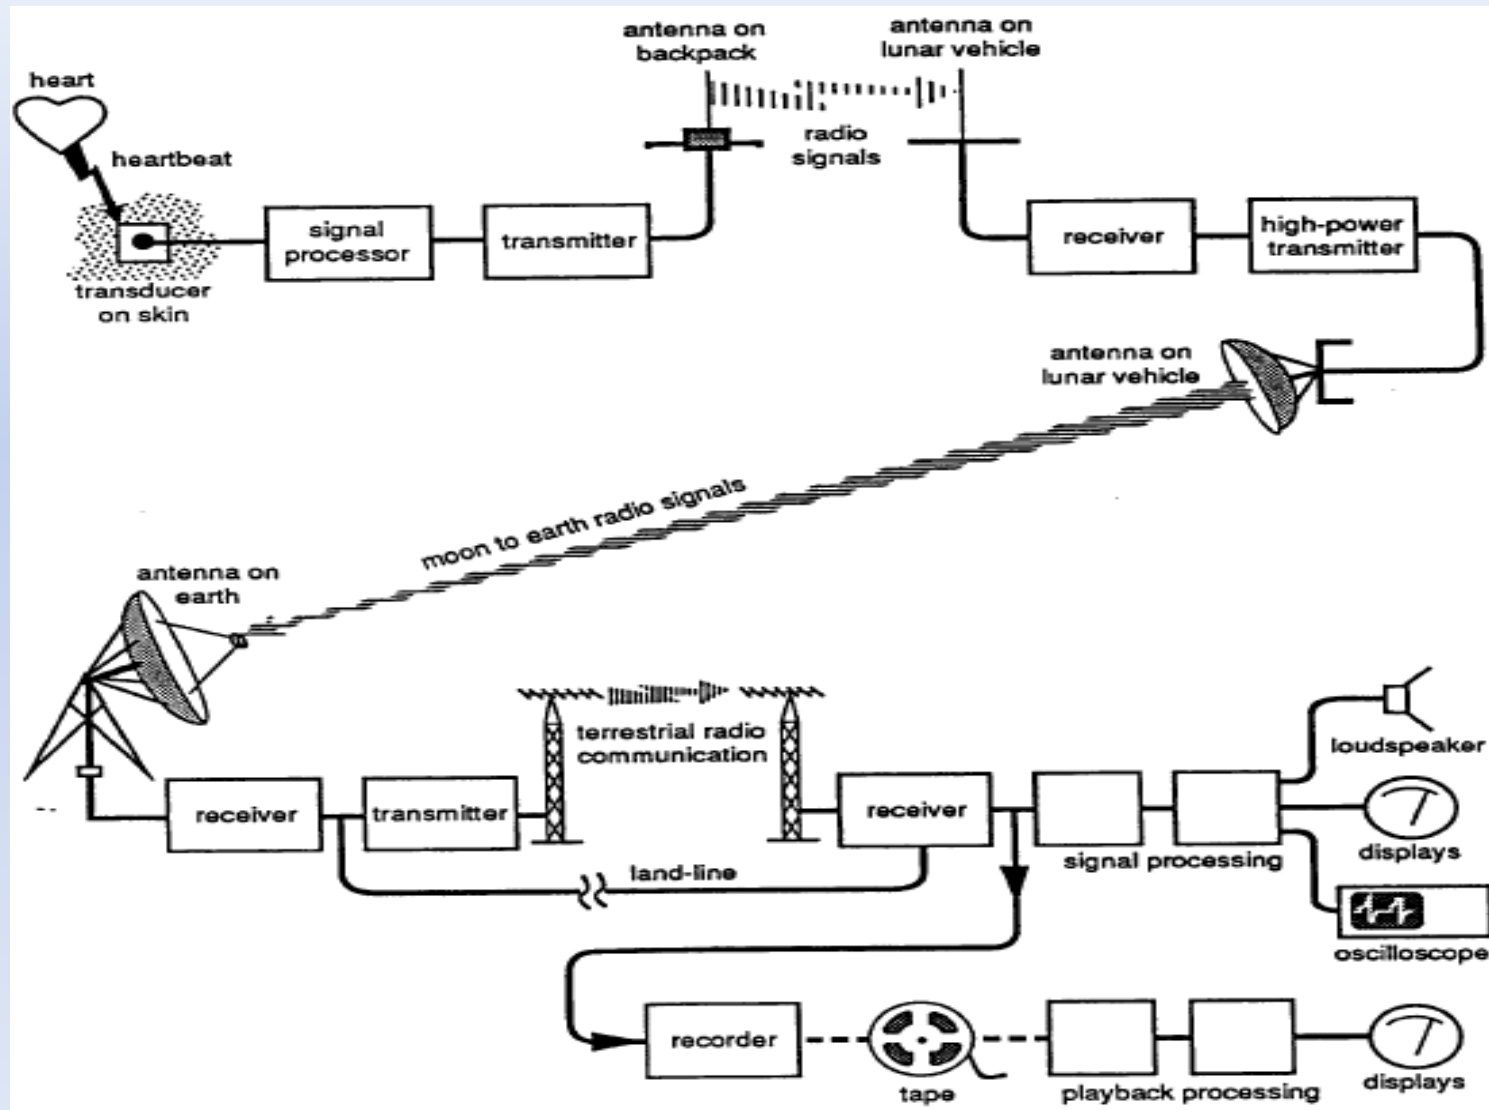 antenna on
backpack
antenna on
lunar vehicle
heart
heartbeat
radio
signals
transducer
on skin
signal
processor
transmitter
receiver
high-power
transmitter
antenna on
lunar vehicle
moon to earth radio signals
antenna on
earth
terrestrial radio
communication
loudspeaker
receiver
transmitter
receiver
signal processing
displays
land-line
oscilloscope
recorder
tape
playback processing
displays